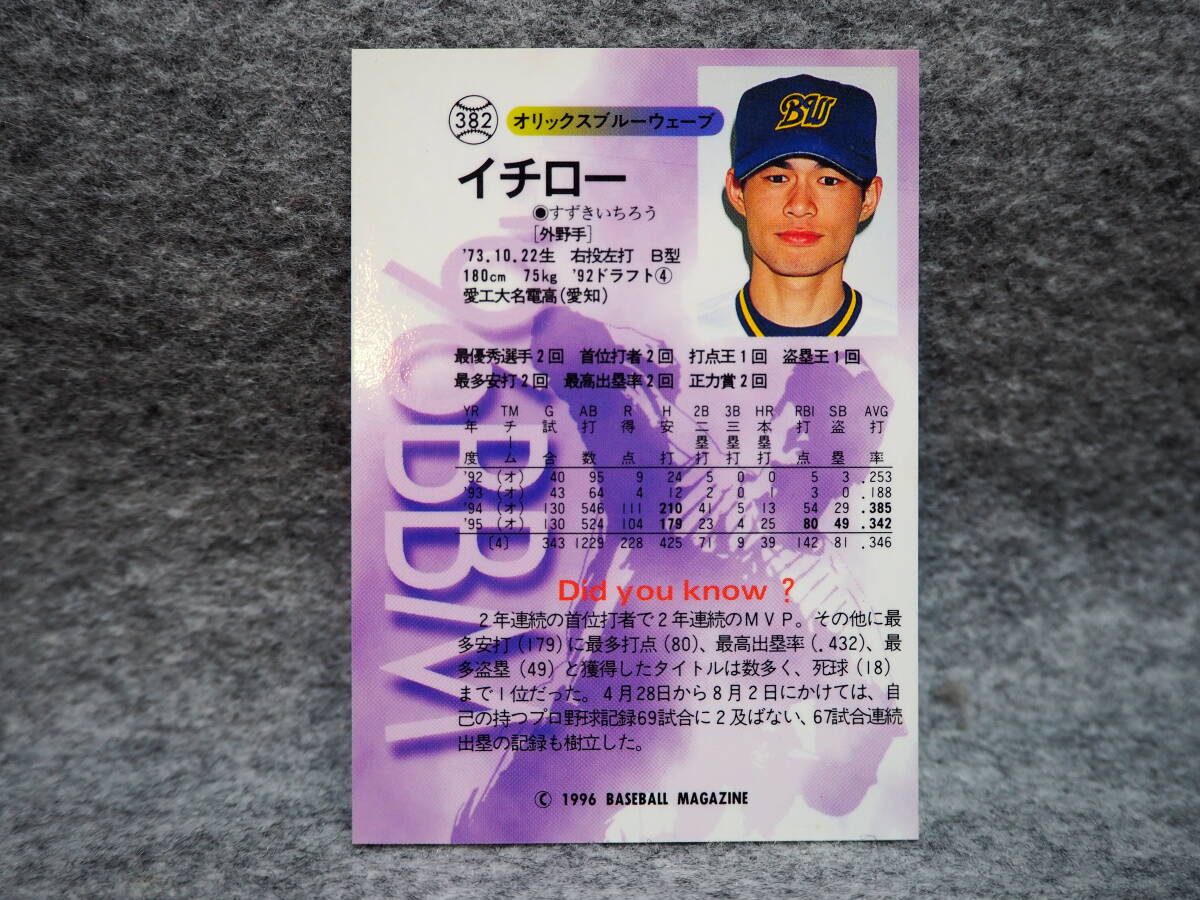 382 オリックスブルーウェーブ
BW
イチロー
◉すずきいちろう
[外野手]
'73.10.22生 右投左打 B型
180cm 75kg '92ドラフト④
愛工大名電高(愛知)
最優秀選手2回 首位打者2回 打点王1回 盗塁王1回
最多安打2回 最高出塁率2回 正力賞2回
YR TM G AB R H 2B 3B HR RBI SB AVG
年度 チーム 試合 打数 得点 安打 二塁打 三塁打 本塁打 打点 盗塁 打率
'92 (オ) 40 95 9 24 5 0 0 5 3 .253
'93 (オ) 43 64 4 12 2 0 1 3 0 .188
'94 (オ) 130 546 111 210 41 5 13 54 29 .385
'95 (オ) 130 524 104 179 23 4 25 80 49 .342
〔4〕 343 1229 228 425 71 9 39 142 81 .346
Did you know ?
2年連続の首位打者で2年連続のMVP。その他に最
多安打(179)に最多打点(80)、最高出塁率(.432)、最
多盗塁(49)と獲得したタイトルは数多く、死球(18)
まで1位だった。4月28日から8月2日にかけては、自
己の持つプロ野球記録69試合に2及ばない、67試合連続
出塁の記録も樹立した。
'96BBM
© 1996 BASEBALL MAGAZINE